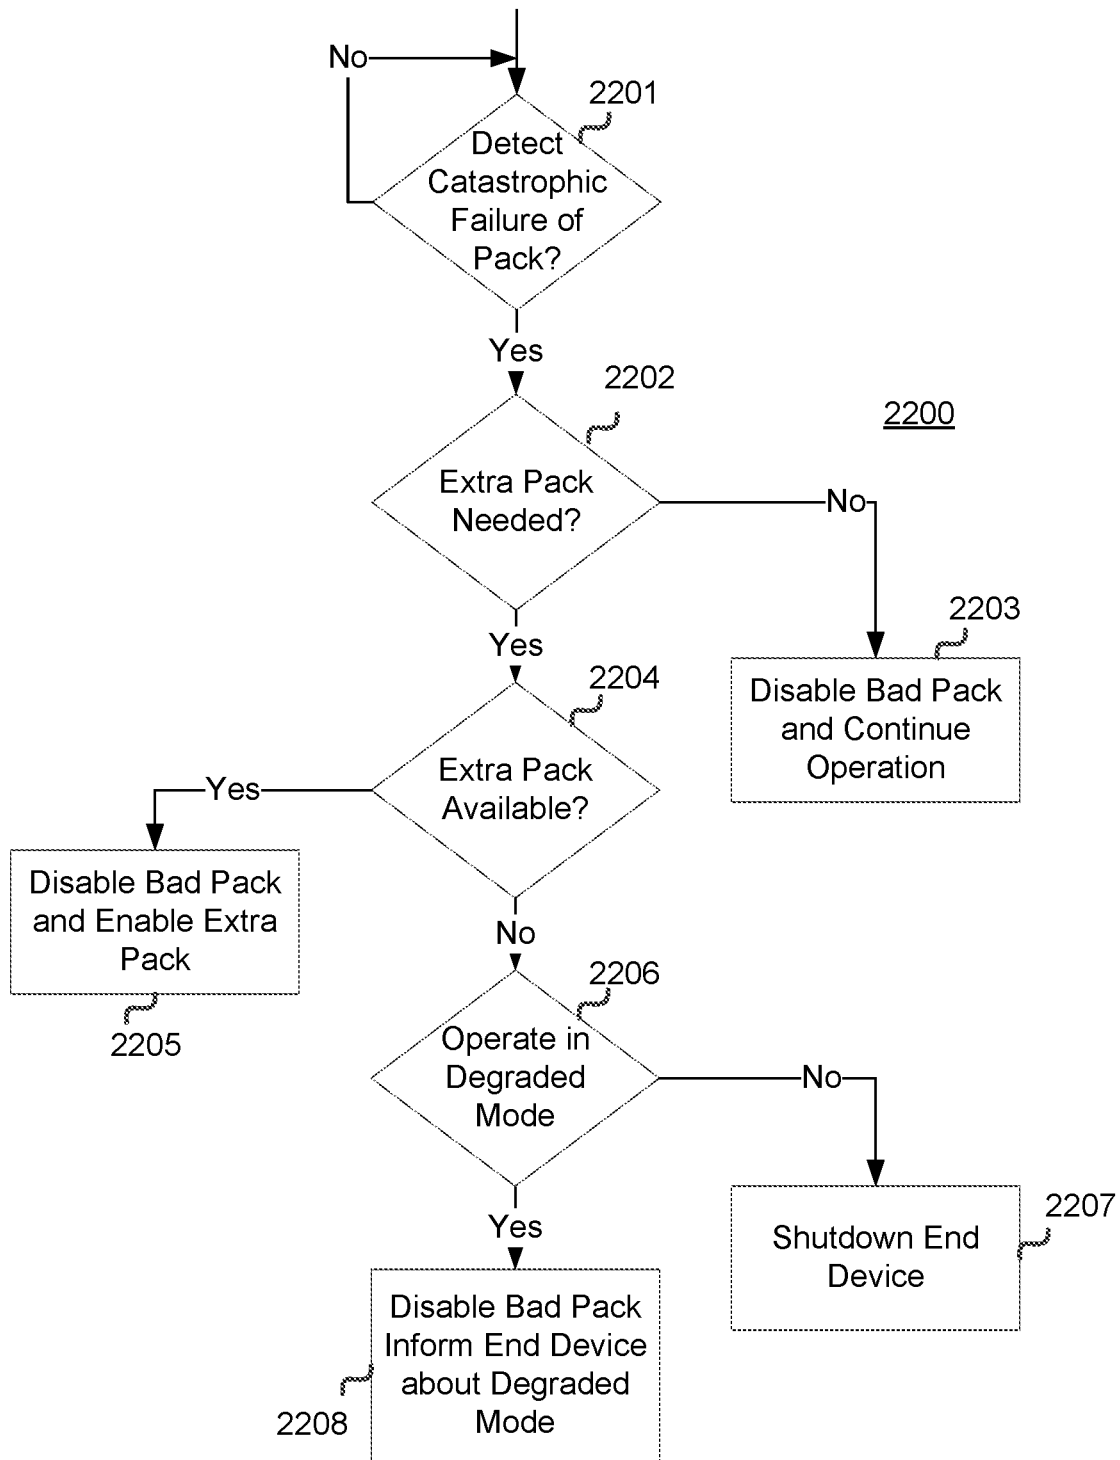 No
2201
Detect
Catastrophic
Failure of
Pack?
Yes
2202
2200
Extra Pack
Needed?
No
Yes
2203
Disable Bad Pack
and Continue
Operation
2204
Extra Pack
Available?
Yes
Disable Bad Pack
and Enable Extra
Pack
2205
No
2206
Operate in
Degraded
Mode
No
2207
Shutdown End
Device
Yes
Disable Bad Pack
Inform End Device
about Degraded
Mode
2208